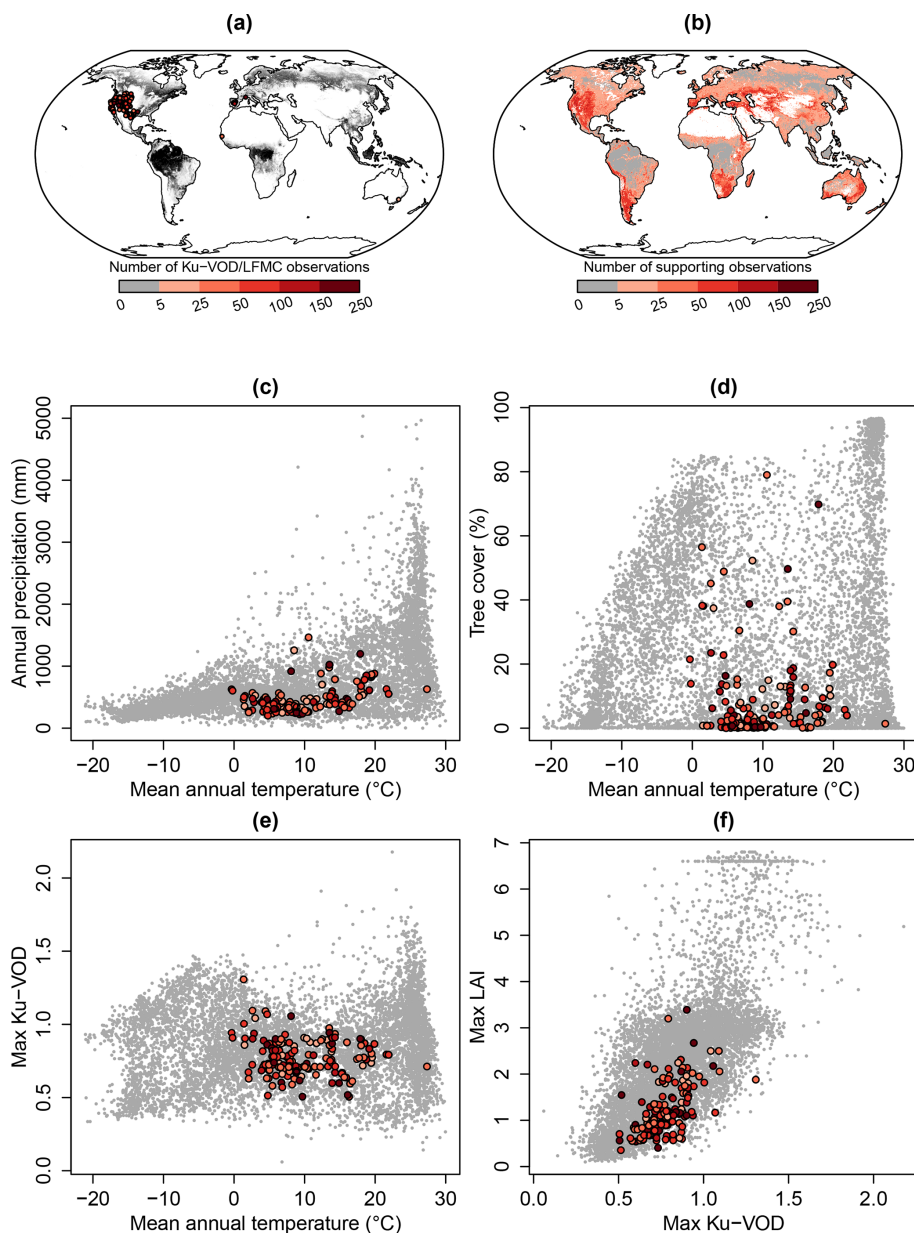 (a)
(b)
Number of Ku−VOD/LFMC observations
0 5 25 50 100 150 250
Number of supporting observations
0 5 25 50 100 150 250
(c)
Annual precipitation (mm)
5000
4000
3000
2000
1000
0
−20 −10 0 10 20 30
Mean annual temperature (°C)
(d)
Tree cover (%)
100
80
60
40
20
0
−20 −10 0 10 20 30
Mean annual temperature (°C)
(e)
Max Ku−VOD
2.0
1.5
1.0
0.5
0.0
−20 −10 0 10 20 30
Mean annual temperature (°C)
(f)
Max LAI
7
6
5
4
3
2
1
0
0.0 0.5 1.0 1.5 2.0
Max Ku−VOD